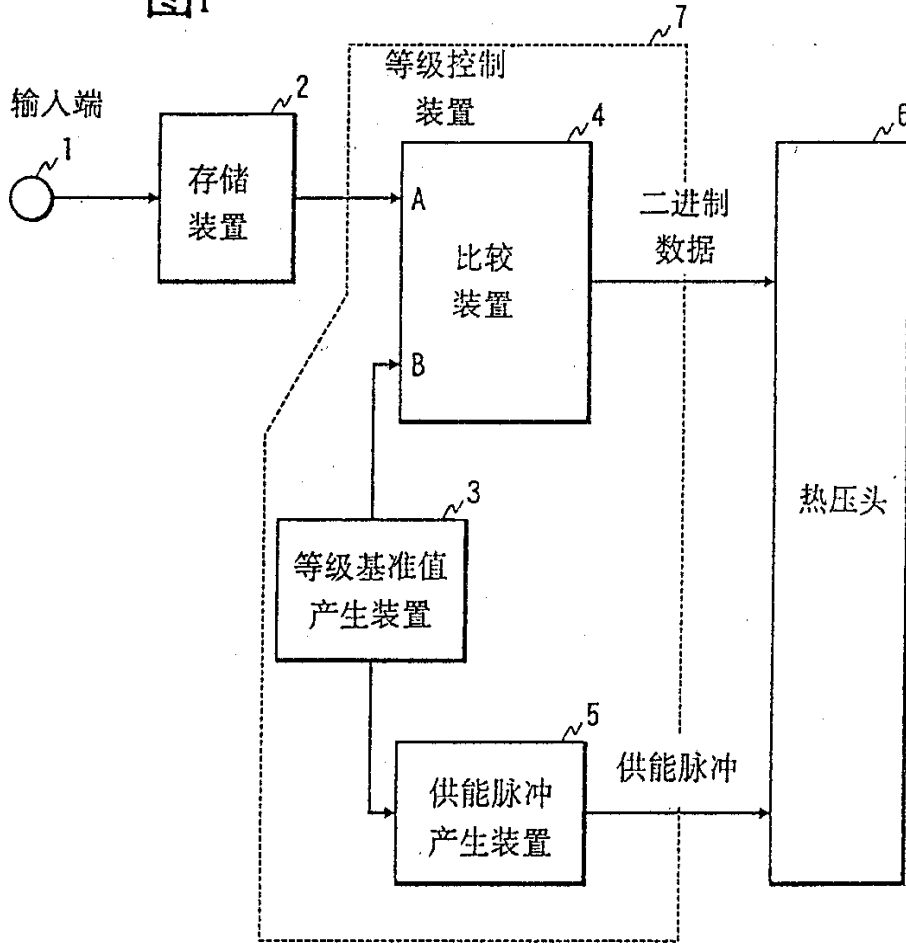 图1
7
等级控制
装置
输入端
1
2
存储
装置
4
A
比较
装置
B
二进制
数据
6
热压头
3
等级基准值
产生装置
5
供能脉冲
产生装置
供能脉冲